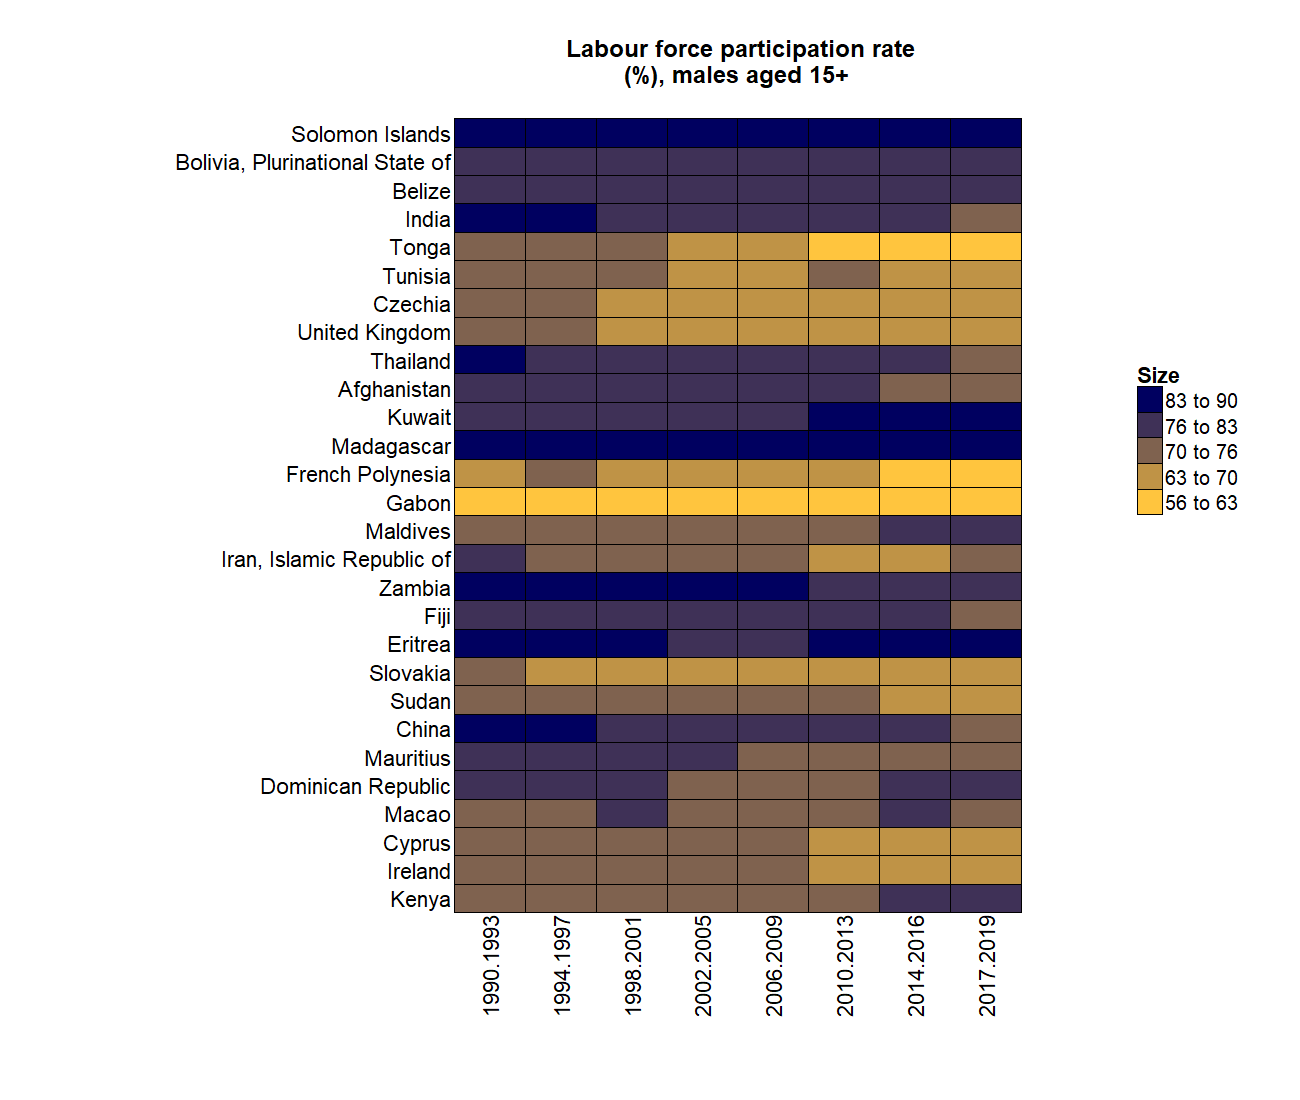 Labour force participation rate
(%), males aged 15+
Solomon Islands
Bolivia, Plurinational State of
Belize
India
Tonga
Tunisia
Czechia
United Kingdom
Thailand
Afghanistan
Kuwait
Madagascar
French Polynesia
Gabon
Maldives
Iran, Islamic Republic of
Zambia
Fiji
Eritrea
Slovakia
Sudan
China
Mauritius
Dominican Republic
Macao
Cyprus
Ireland
Kenya
1990.1993
1994.1997
1998.2001
2002.2005
2006.2009
2010.2013
2014.2016
2017.2019
Size
83 to 90
76 to 83
70 to 76
63 to 70
56 to 63